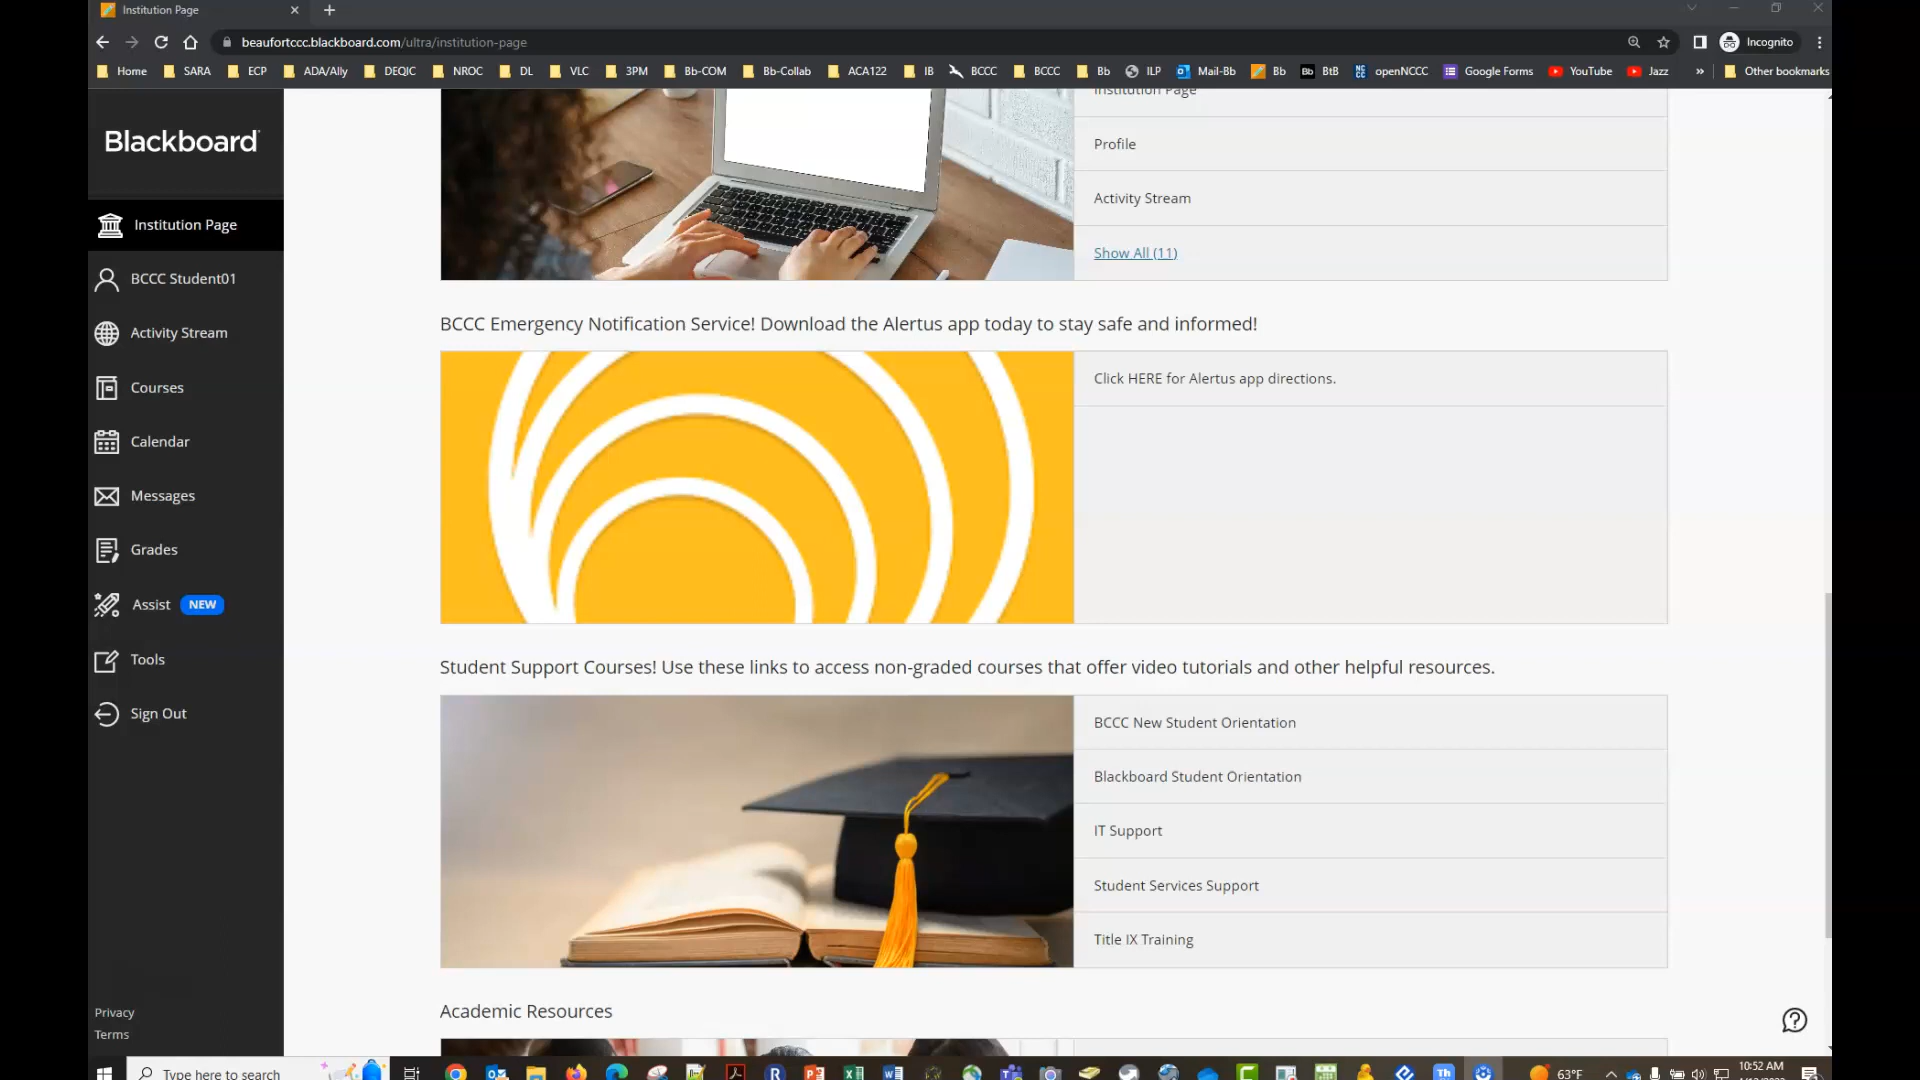 Institution Page
beaufortccc.blackboard.com/ultra/institution-page
Incognito
Home SARA ECP ADA/Ally DEQIC NROC DL VLC 3PM Bb-COM Bb-Collab ACA122 IB BCCC BCCC Bb ILP Mail-Bb Bb BtB openNCCC Google Forms YouTube Jazz » Other bookmarks
Blackboard
Institution Page
BCCC Student01
Activity Stream
Courses
Calendar
Messages
Grades
Assist NEW
Tools
Sign Out
Privacy
Terms
Institution Page
Profile
Activity Stream
Show All (11)
BCCC Emergency Notification Service! Download the Alertus app today to stay safe and informed!
Click HERE for Alertus app directions.
Student Support Courses! Use these links to access non-graded courses that offer video tutorials and other helpful resources.
BCCC New Student Orientation
Blackboard Student Orientation
IT Support
Student Services Support
Title IX Training
Academic Resources
Type here to search
63°F
10:52 AM